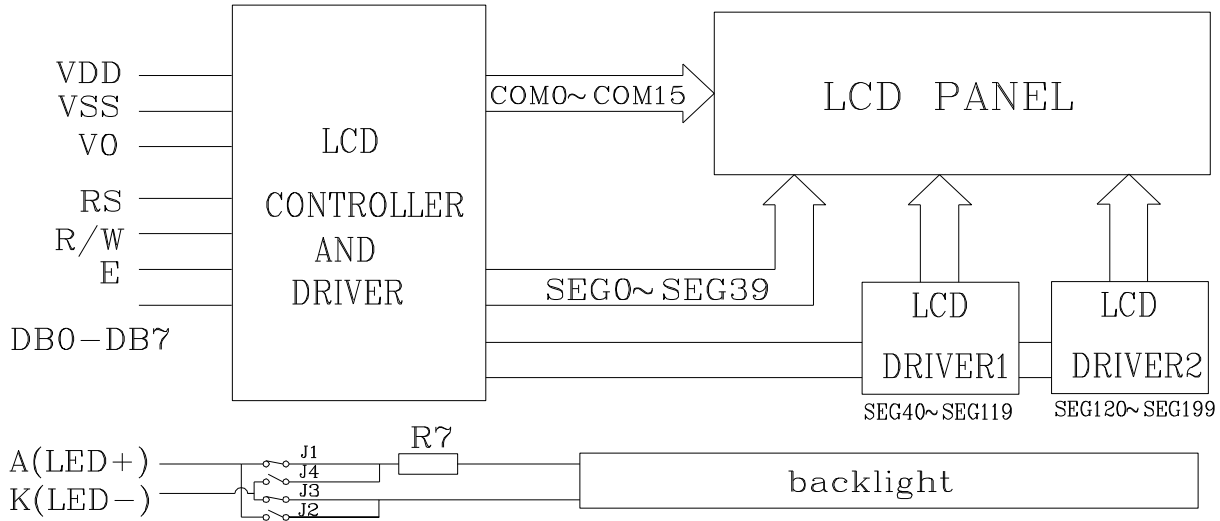 VDD
VSS
VO
RS
R/W
E
DB0-DB7
LCD
CONTROLLER
AND
DRIVER
COM0~COM15
LCD PANEL
SEG0~SEG39
LCD
DRIVER1
SEG40~SEG119
LCD
DRIVER2
SEG120~SEG199
A(LED+)
K(LED-)
J1
J4
J3
J2
R7
backlight